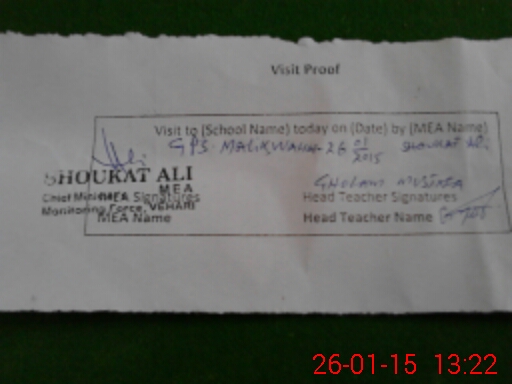 Visit Proof
Visit to (School Name) today on (Date) by (MEA Name)
GPS. MALIKWAHN 26 01 2015 SHOUKAT ALi
SHOUKAT ALI
MEA
GHOLAM MUSTAFA
MEA Signatures
Head Teacher Signatures
Monitoring Force, VEHARI
MEA Name
Head Teacher Name
26-01-15 13:22